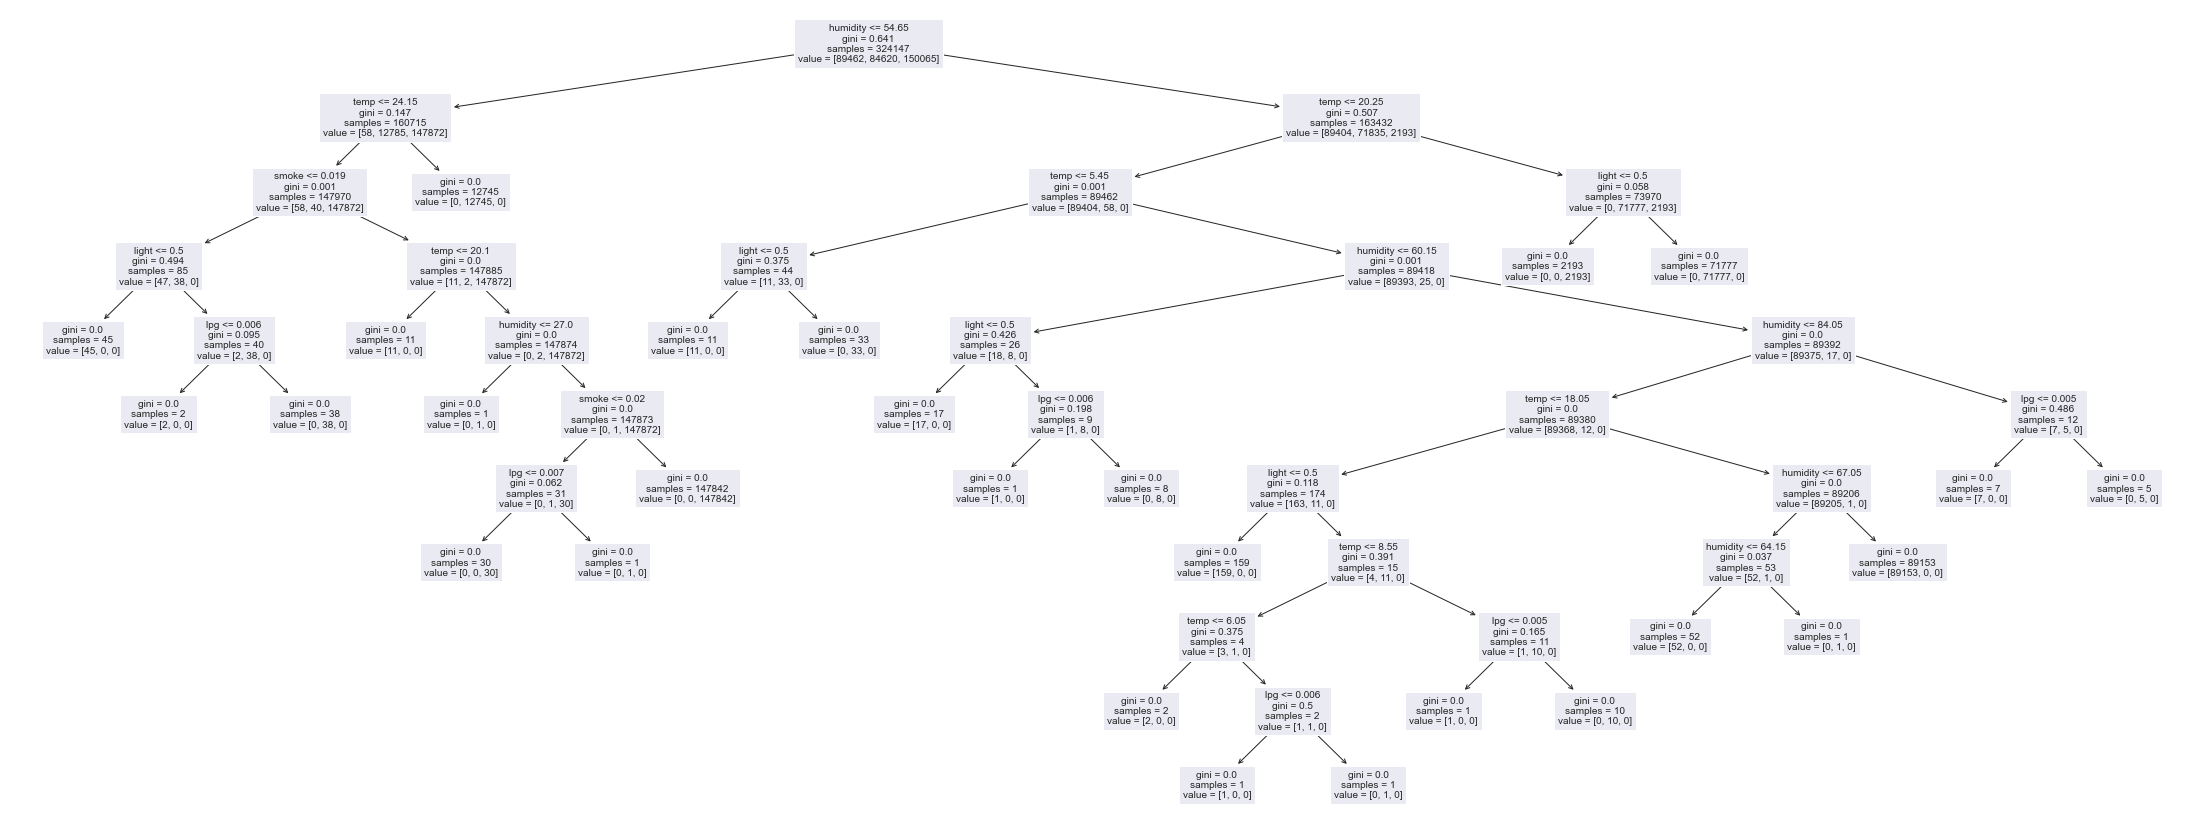 humidity <= 54.65
gini = 0.641
samples = 324147
value = [89462, 84620, 150065]
temp <= 24.15
gini = 0.147
samples = 160715
value = [58, 12785, 147872]
temp <= 20.25
gini = 0.507
samples = 163432
value = [89404, 71835, 2193]
smoke <= 0.019
gini = 0.001
samples = 147970
value = [58, 40, 147872]
gini = 0.0
samples = 12745
value = [0, 12745, 0]
temp <= 5.45
gini = 0.001
samples = 89462
value = [89404, 58, 0]
light <= 0.5
gini = 0.058
samples = 73970
value = [0, 71777, 2193]
light <= 0.5
gini = 0.494
samples = 85
value = [47, 38, 0]
temp <= 20.1
gini = 0.0
samples = 147885
value = [11, 2, 147872]
light <= 0.5
gini = 0.375
samples = 44
value = [11, 33, 0]
humidity <= 60.15
gini = 0.001
samples = 89418
value = [89393, 25, 0]
gini = 0.0
samples = 2193
value = [0, 0, 2193]
gini = 0.0
samples = 71777
value = [0, 71777, 0]
gini = 0.0
samples = 45
value = [45, 0, 0]
lpg <= 0.006
gini = 0.095
samples = 40
value = [2, 38, 0]
gini = 0.0
samples = 11
value = [11, 0, 0]
humidity <= 27.0
gini = 0.0
samples = 147874
value = [0, 2, 147872]
gini = 0.0
samples = 11
value = [11, 0, 0]
gini = 0.0
samples = 33
value = [0, 33, 0]
light <= 0.5
gini = 0.426
samples = 26
value = [18, 8, 0]
humidity <= 84.05
gini = 0.0
samples = 89392
value = [89375, 17, 0]
gini = 0.0
samples = 2
value = [2, 0, 0]
gini = 0.0
samples = 38
value = [0, 38, 0]
gini = 0.0
samples = 1
value = [0, 1, 0]
smoke <= 0.02
gini = 0.0
samples = 147873
value = [0, 1, 147872]
gini = 0.0
samples = 17
value = [17, 0, 0]
lpg <= 0.006
gini = 0.198
samples = 9
value = [1, 8, 0]
temp <= 18.05
gini = 0.0
samples = 89380
value = [89368, 12, 0]
lpg <= 0.005
gini = 0.486
samples = 12
value = [7, 5, 0]
lpg <= 0.007
gini = 0.062
samples = 31
value = [0, 1, 30]
gini = 0.0
samples = 147842
value = [0, 0, 147842]
gini = 0.0
samples = 1
value = [1, 0, 0]
gini = 0.0
samples = 8
value = [0, 8, 0]
light <= 0.5
gini = 0.118
samples = 174
value = [163, 11, 0]
humidity <= 67.05
gini = 0.0
samples = 89206
value = [89205, 1, 0]
gini = 0.0
samples = 7
value = [7, 0, 0]
gini = 0.0
samples = 5
value = [0, 5, 0]
gini = 0.0
samples = 30
value = [0, 0, 30]
gini = 0.0
samples = 1
value = [0, 1, 0]
gini = 0.0
samples = 159
value = [159, 0, 0]
temp <= 8.55
gini = 0.391
samples = 15
value = [4, 11, 0]
humidity <= 64.15
gini = 0.037
samples = 53
value = [52, 1, 0]
gini = 0.0
samples = 89153
value = [89153, 0, 0]
temp <= 6.05
gini = 0.375
samples = 4
value = [3, 1, 0]
lpg <= 0.005
gini = 0.165
samples = 11
value = [1, 10, 0]
gini = 0.0
samples = 52
value = [52, 0, 0]
gini = 0.0
samples = 1
value = [0, 1, 0]
gini = 0.0
samples = 2
value = [2, 0, 0]
lpg <= 0.006
gini = 0.5
samples = 2
value = [1, 1, 0]
gini = 0.0
samples = 1
value = [1, 0, 0]
gini = 0.0
samples = 10
value = [0, 10, 0]
gini = 0.0
samples = 1
value = [1, 0, 0]
gini = 0.0
samples = 1
value = [0, 1, 0]